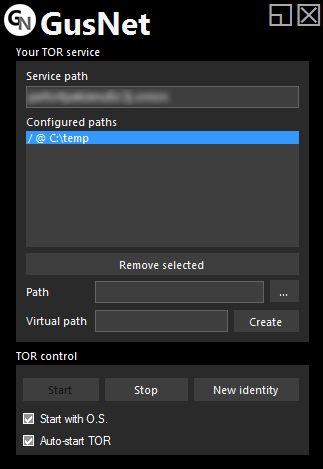 GN GusNet
Your TOR service
Service path
Configured paths
/ @ C:\temp
Remove selected
Path ...
Virtual path Create
TOR control
Start Stop New identity
Start with O.S.
Auto-start TOR